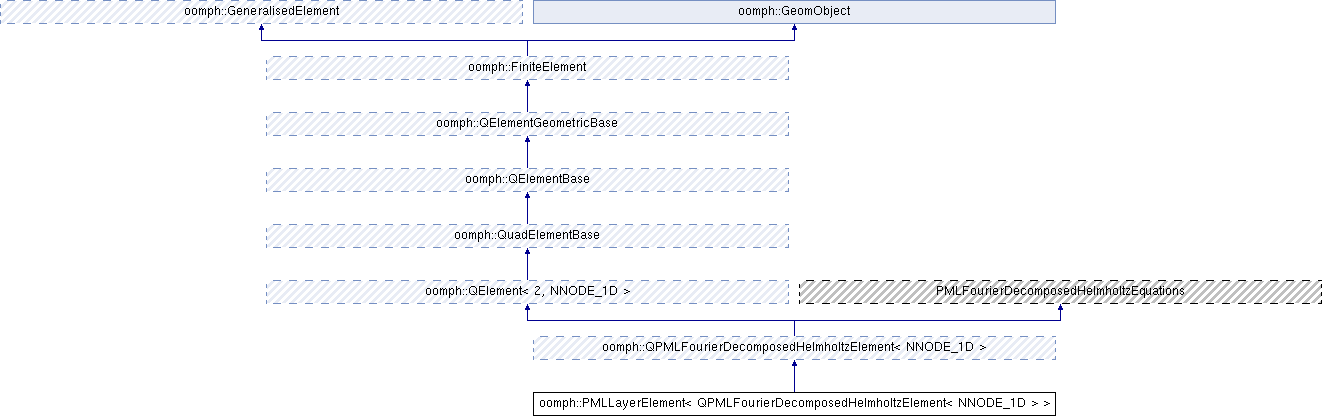 oomph::GeneralisedElement
oomph::GeomObject
oomph::FiniteElement
oomph::QElementGeometricBase
oomph::QElementBase
oomph::QuadElementBase
oomph::QElement< 2, NNODE_1D >
PMLFourierDecomposedHelmholtzEquations
oomph::QPMLFourierDecomposedHelmholtzElement< NNODE_1D >
oomph::PMLLayerElement< QPMLFourierDecomposedHelmholtzElement< NNODE_1D > >